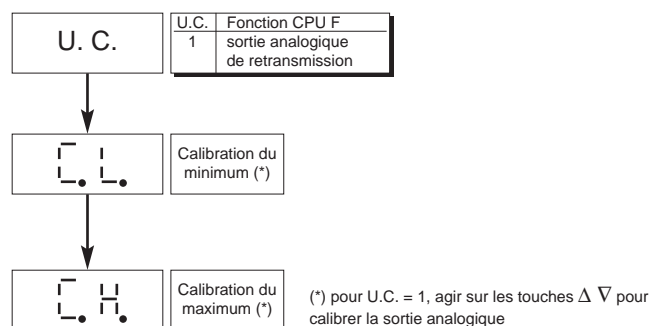 U. C.
U.C. Fonction CPU F
1 sortie analogique
de retransmission
C.L.
Calibration du
minimum (*)
C.H.
Calibration du
maximum (*)
(*) pour U.C. = 1, agir sur les touches Δ ∇ pour
calibrer la sortie analogique